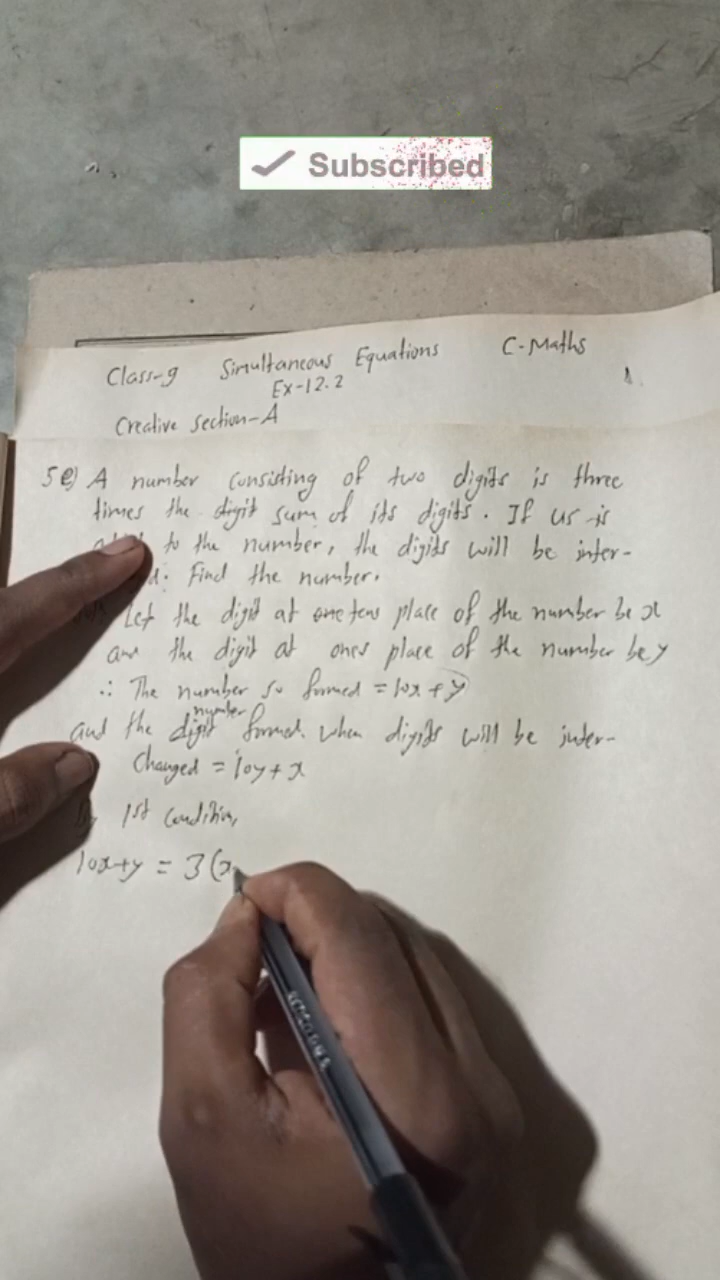 ✓ Subscribed
Class-9 Simultaneous Equations C-Maths
Ex-12.2
Creative section-A
5e) A number consisting of two digits is three
times the digit sum of its digits. If 45 is
to the number, the digits will be inter-
Find the number.
Let the digit at one tens place of the number be x
and the digit at ones place of the number be y
∴ The number so formed = 10x + y
number
and the digit formed when digits will be inter-
changed = 10y + x
1st condition,
10x+y = 3(x